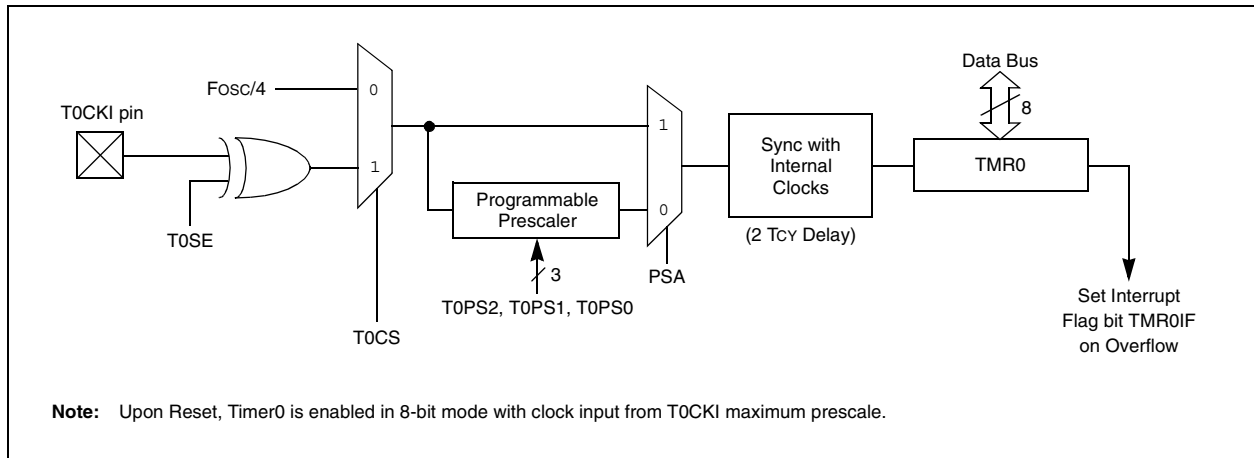 Data Bus
8
FOSC/4
0
T0CKI pin
1
1
Sync with
Internal
Clocks
TMR0
Programmable
Prescaler
0
T0SE
(2 TCY Delay)
3
PSA
T0PS2, T0PS1, T0PS0
T0CS
Set Interrupt
Flag bit TMR0IF
on Overflow
Note: Upon Reset, Timer0 is enabled in 8-bit mode with clock input from T0CKI maximum prescale.